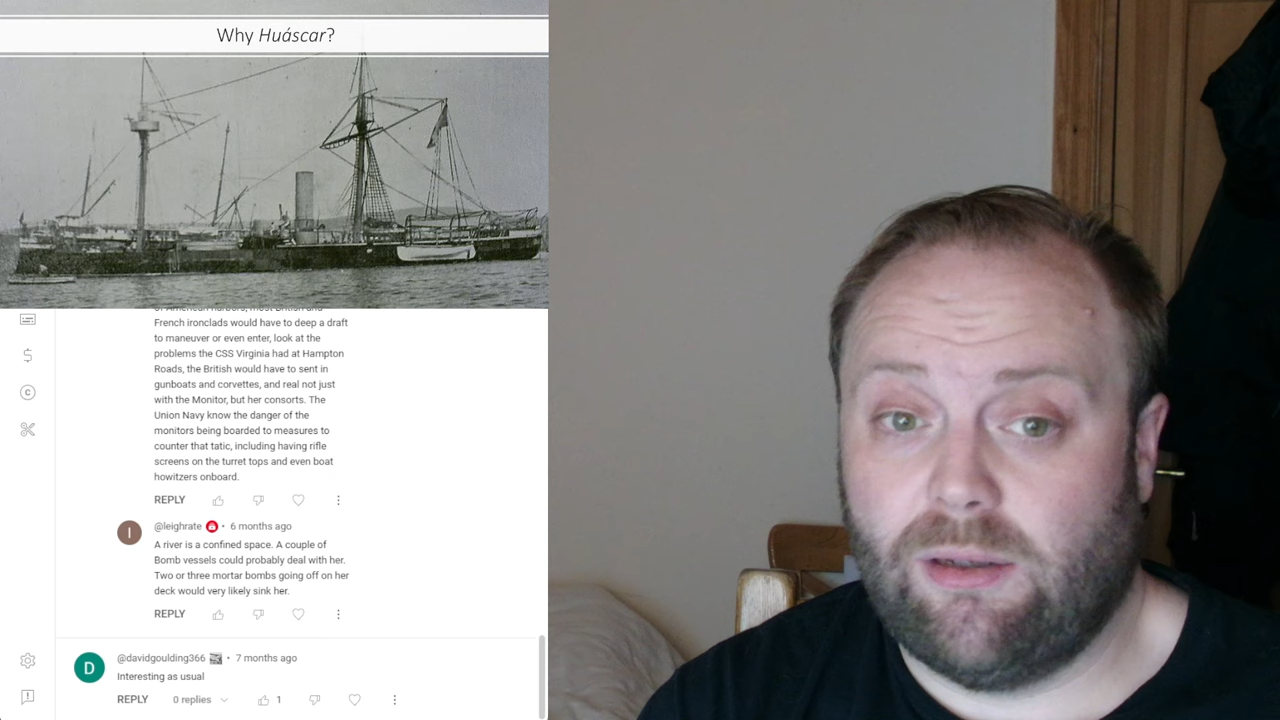 Why Huáscar?
of American harbors, most British and
French ironclads would have to deep a draft
to maneuver or even enter, look at the
problems the CSS Virginia had at Hampton
Roads, the British would have to sent in
gunboats and corvettes, and real not just
with the Monitor, but her consorts. The
Union Navy know the danger of the
monitors being boarded to measures to
counter that tatic, including having rifle
screens on the turret tops and even boat
howitzers onboard.
REPLY
@leighrate • 6 months ago
A river is a confined space. A couple of
Bomb vessels could probably deal with her.
Two or three mortar bombs going off on her
deck would very likely sink her.
REPLY
D
@davidgoulding366 • 7 months ago
Interesting as usual
REPLY 0 replies 1